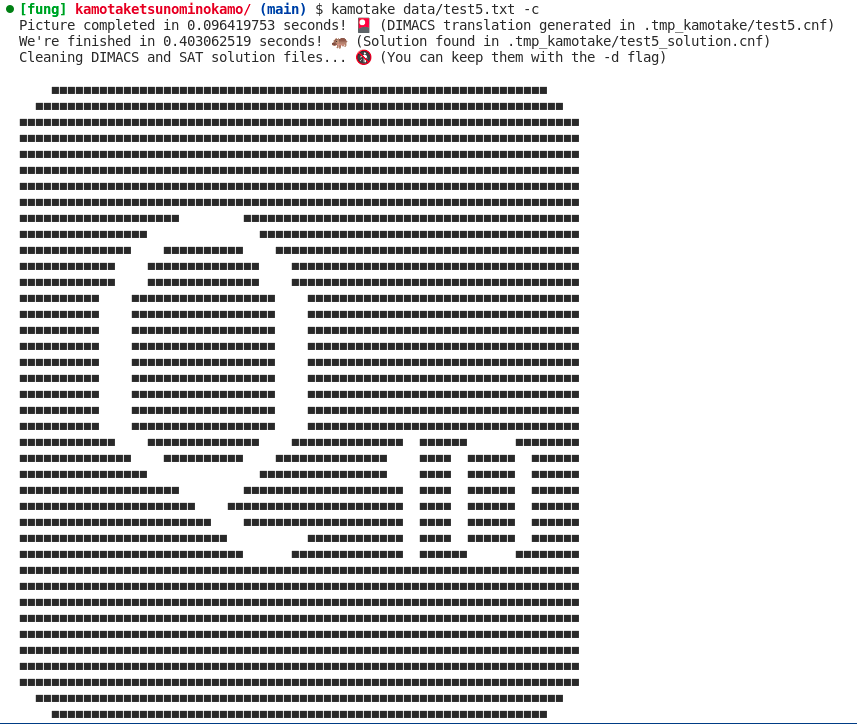 [fung] kamotaketsunominokamo/ (main) $ kamotake data/test5.txt -c
Picture completed in 0.096419753 seconds! 🎴 (DIMACS translation generated in .tmp_kamotake/test5.cnf)
We're finished in 0.403062519 seconds! 🦛 (Solution found in .tmp_kamotake/test5_solution.cnf)
Cleaning DIMACS and SAT solution files... 🚯 (You can keep them with the -d flag)
Q
10